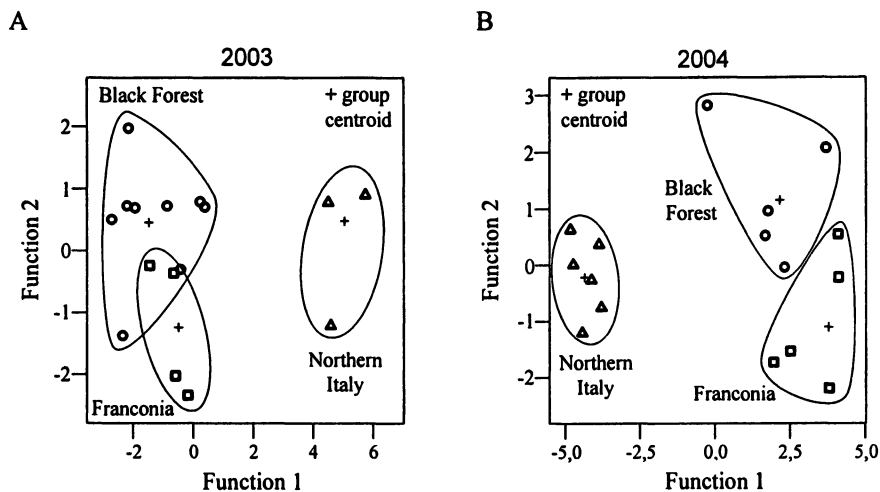 A
2003
Black Forest
+ group
centroid
2
1
0
-1
-2
Function 2
Northern
Italy
Franconia
-2
0
2
4
6
Function 1
B
2004
+ group
centroid
3
2
1
0
-1
-2
Function 2
Black
Forest
Northern
Italy
Franconia
-5,0
-2,5
0,0
2,5
5,0
Function 1